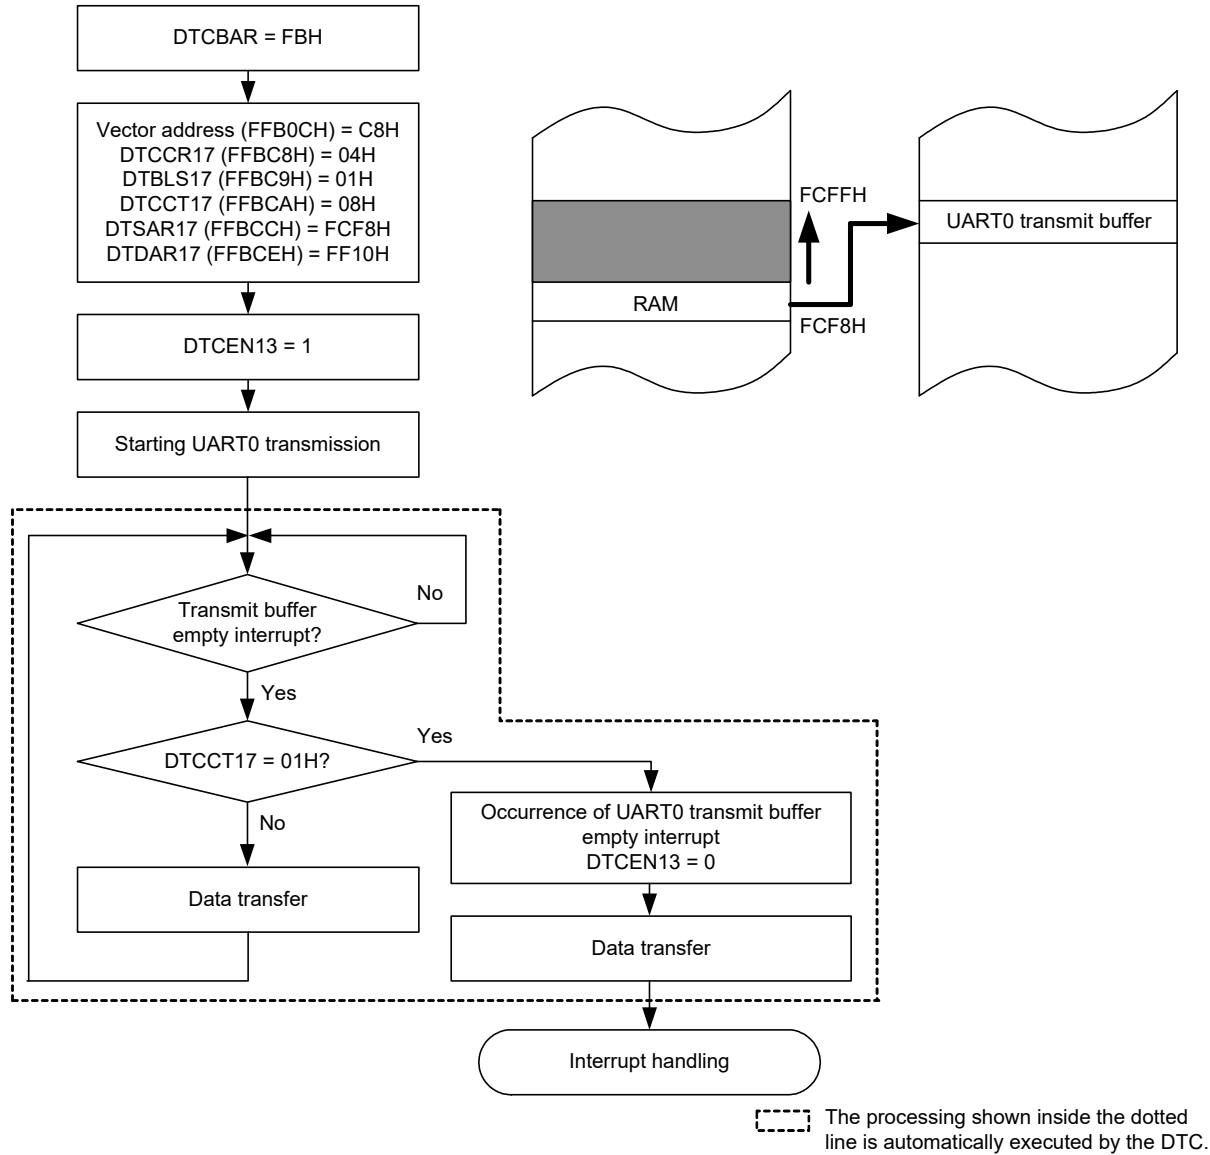 DTCBAR = FBH
Vector address (FFB0CH) = C8H
DTCCR17 (FFBC8H) = 04H
DTBLS17 (FFBC9H) = 01H
DTCCT17 (FFBCAH) = 08H
DTSAR17 (FFBCCH) = FCF8H
DTDAR17 (FFBCEH) = FF10H
DTCEN13 = 1
Starting UART0 transmission
FCFFH
UART0 transmit buffer
RAM
FCF8H
Transmit buffer
empty interrupt?
No
Yes
DTCCT17 = 01H?
Yes
No
Data transfer
Occurrence of UART0 transmit buffer
empty interrupt
DTCEN13 = 0
Data transfer
Interrupt handling
The processing shown inside the dotted
line is automatically executed by the DTC.